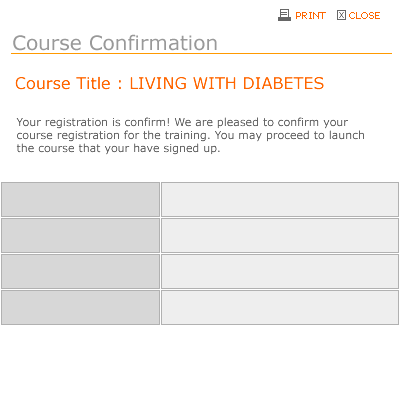 PRINT CLOSE
Course Confirmation
Course Title : LIVING WITH DIABETES
Your registration is confirm! We are pleased to confirm your
course registration for the training. You may proceed to launch
the course that your have signed up.